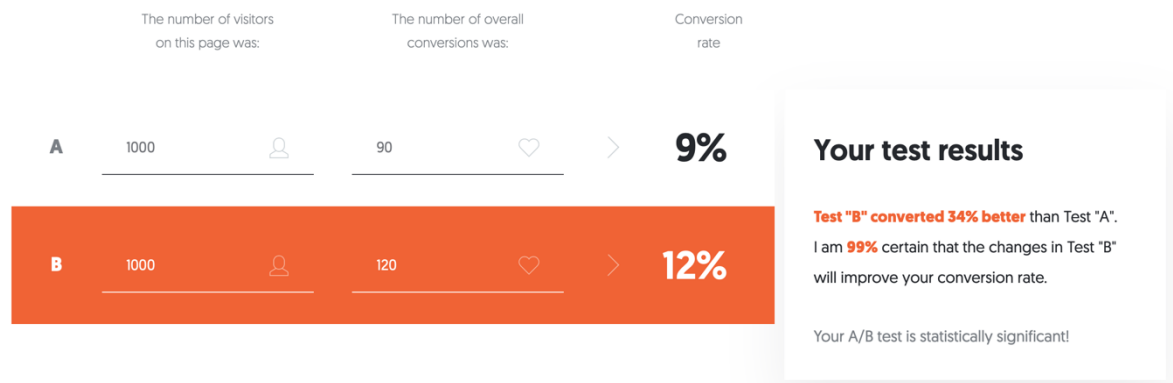 The number of visitors
on this page was:
The number of overall
conversions was:
Conversion
rate
A
1000
90
9%
B
1000
120
12%
Your test results
Test "B" converted 34% better than Test "A".
I am 99% certain that the changes in Test "B"
will improve your conversion rate.
Your A/B test is statistically significant!